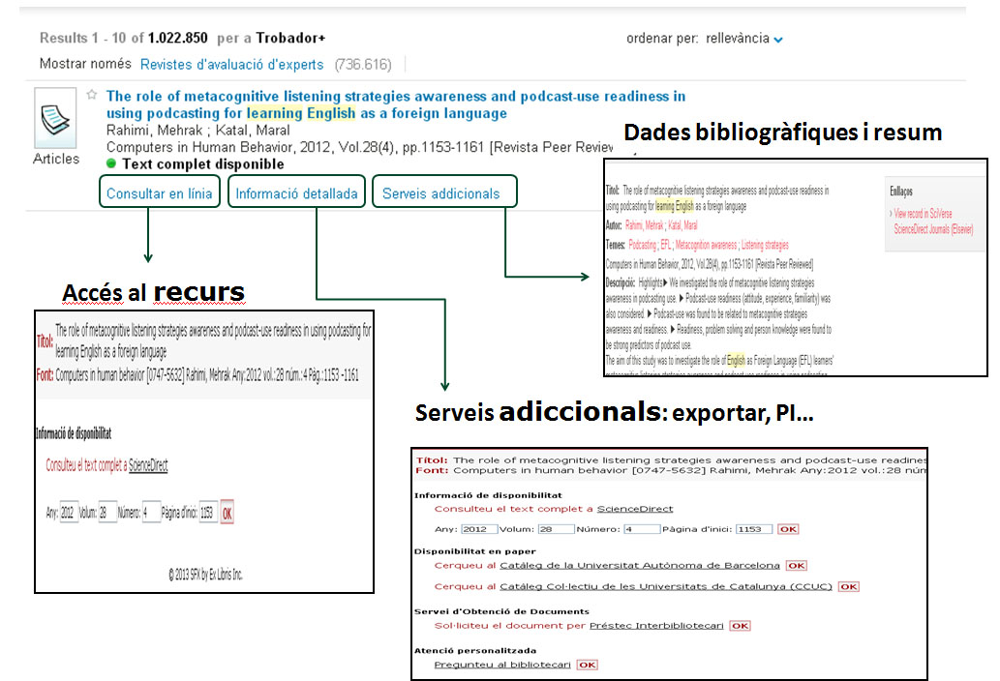 Results 1 - 10 of 1.022.850 per a Trobador+
ordenar per: rellevància
Mostrar només Revistes d'avaluació d'experts (736.616)
The role of metacognitive listening strategies awareness and podcast-use readiness in
using podcasting for learning English as a foreign language
Rahimi, Mehrak ; Katal, Maral
Computers in Human Behavior, 2012, Vol.28(4), pp.1153-1161 [Revista Peer
Articles
Text complet disponible
Consultar en línia
Informació detallada
Serveis addicionals
Dades bibliogràfiques i resum
Títol: The role of metacognitive listening strategies awareness and podcast-use readiness in
using podcasting for learning English as a foreign language
Autor: Rahimi, Mehrak ; Katal, Maral
Temes: Podcasting ; EFL ; Metacognition awareness ; Listening strategies
Computers in Human Behavior, 2012, Vol.28(4), pp.1153-1161 [Revista Peer Reviewed]
Descripció: Highlights► We investigated the role of metacognitive listening strategies
awareness in podcasting use. ► Podcast-use readiness (attitude, experience, familiarity) was
also considered. ► Podcast-use was found to be related to metacognitive strategies
awareness and readiness. ► Readiness, problem solving and person knowledge were found to
be strong predictors of podcast use.
The aim of this study was to investigate the role of English as Foreign Language (EFL) learners'
Enllaços
› View record in SciVerse
ScienceDirect Journals (Elsevier)
Accés al recurs
Títol: The role of metacognitive listening strategies awareness and podcast-use readiness in using podcasting for
learning English as a foreign language
Font: Computers in human behavior [0747-5632] Rahimi, Mehrak Any:2012 vol.:28 núm.:4 Pàg.:1153 -1161
Informació de disponibilitat
Consulteu el text complet a ScienceDirect
Any: 2012 Volum: 28 Número: 4 Pàgina d'inici: 1153 OK
© 2013 SFX by Ex Libris Inc.
Serveis adiccionals: exportar, PI...
Títol: The role of metacognitive listening strategies awareness and podcast-use readines
Font: Computers in human behavior [0747-5632] Rahimi, Mehrak Any:2012 vol.:28 núm
Informació de disponibilitat
Consulteu el text complet a ScienceDirect
Any: 2012 Volum: 28 Número: 4 Pàgina d'inici: 1153 OK
Disponibilitat en paper
Cerqueu al Catáleg de la Universitat Autònoma de Barcelona OK
Cerqueu al Catáleg Col·lectiu de les Universitats de Catalunya (CCUC) OK
Servei d'Obtenció de Documents
Sol·liciteu el document per Préstec Interbibliotecari OK
Atenció personalitzada
Pregunteu al bibliotecari OK